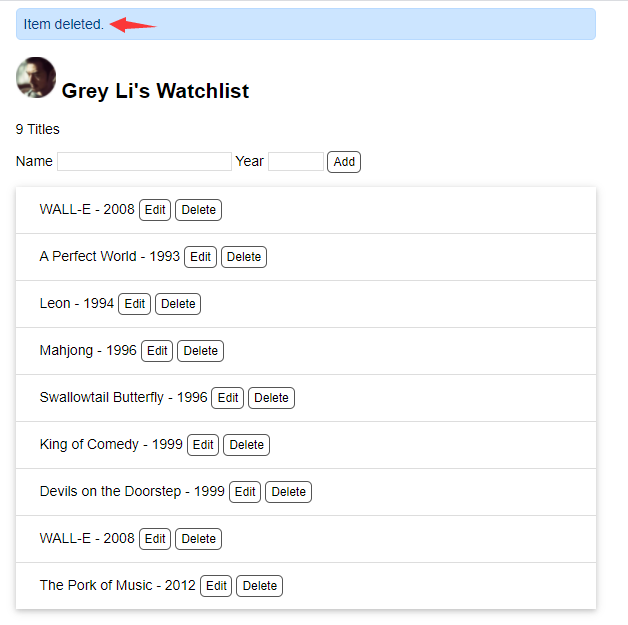 Item deleted.
Grey Li's Watchlist
9 Titles
Name Year Add
WALL-E - 2008 Edit Delete
A Perfect World - 1993 Edit Delete
Leon - 1994 Edit Delete
Mahjong - 1996 Edit Delete
Swallowtail Butterfly - 1996 Edit Delete
King of Comedy - 1999 Edit Delete
Devils on the Doorstep - 1999 Edit Delete
WALL-E - 2008 Edit Delete
The Pork of Music - 2012 Edit Delete